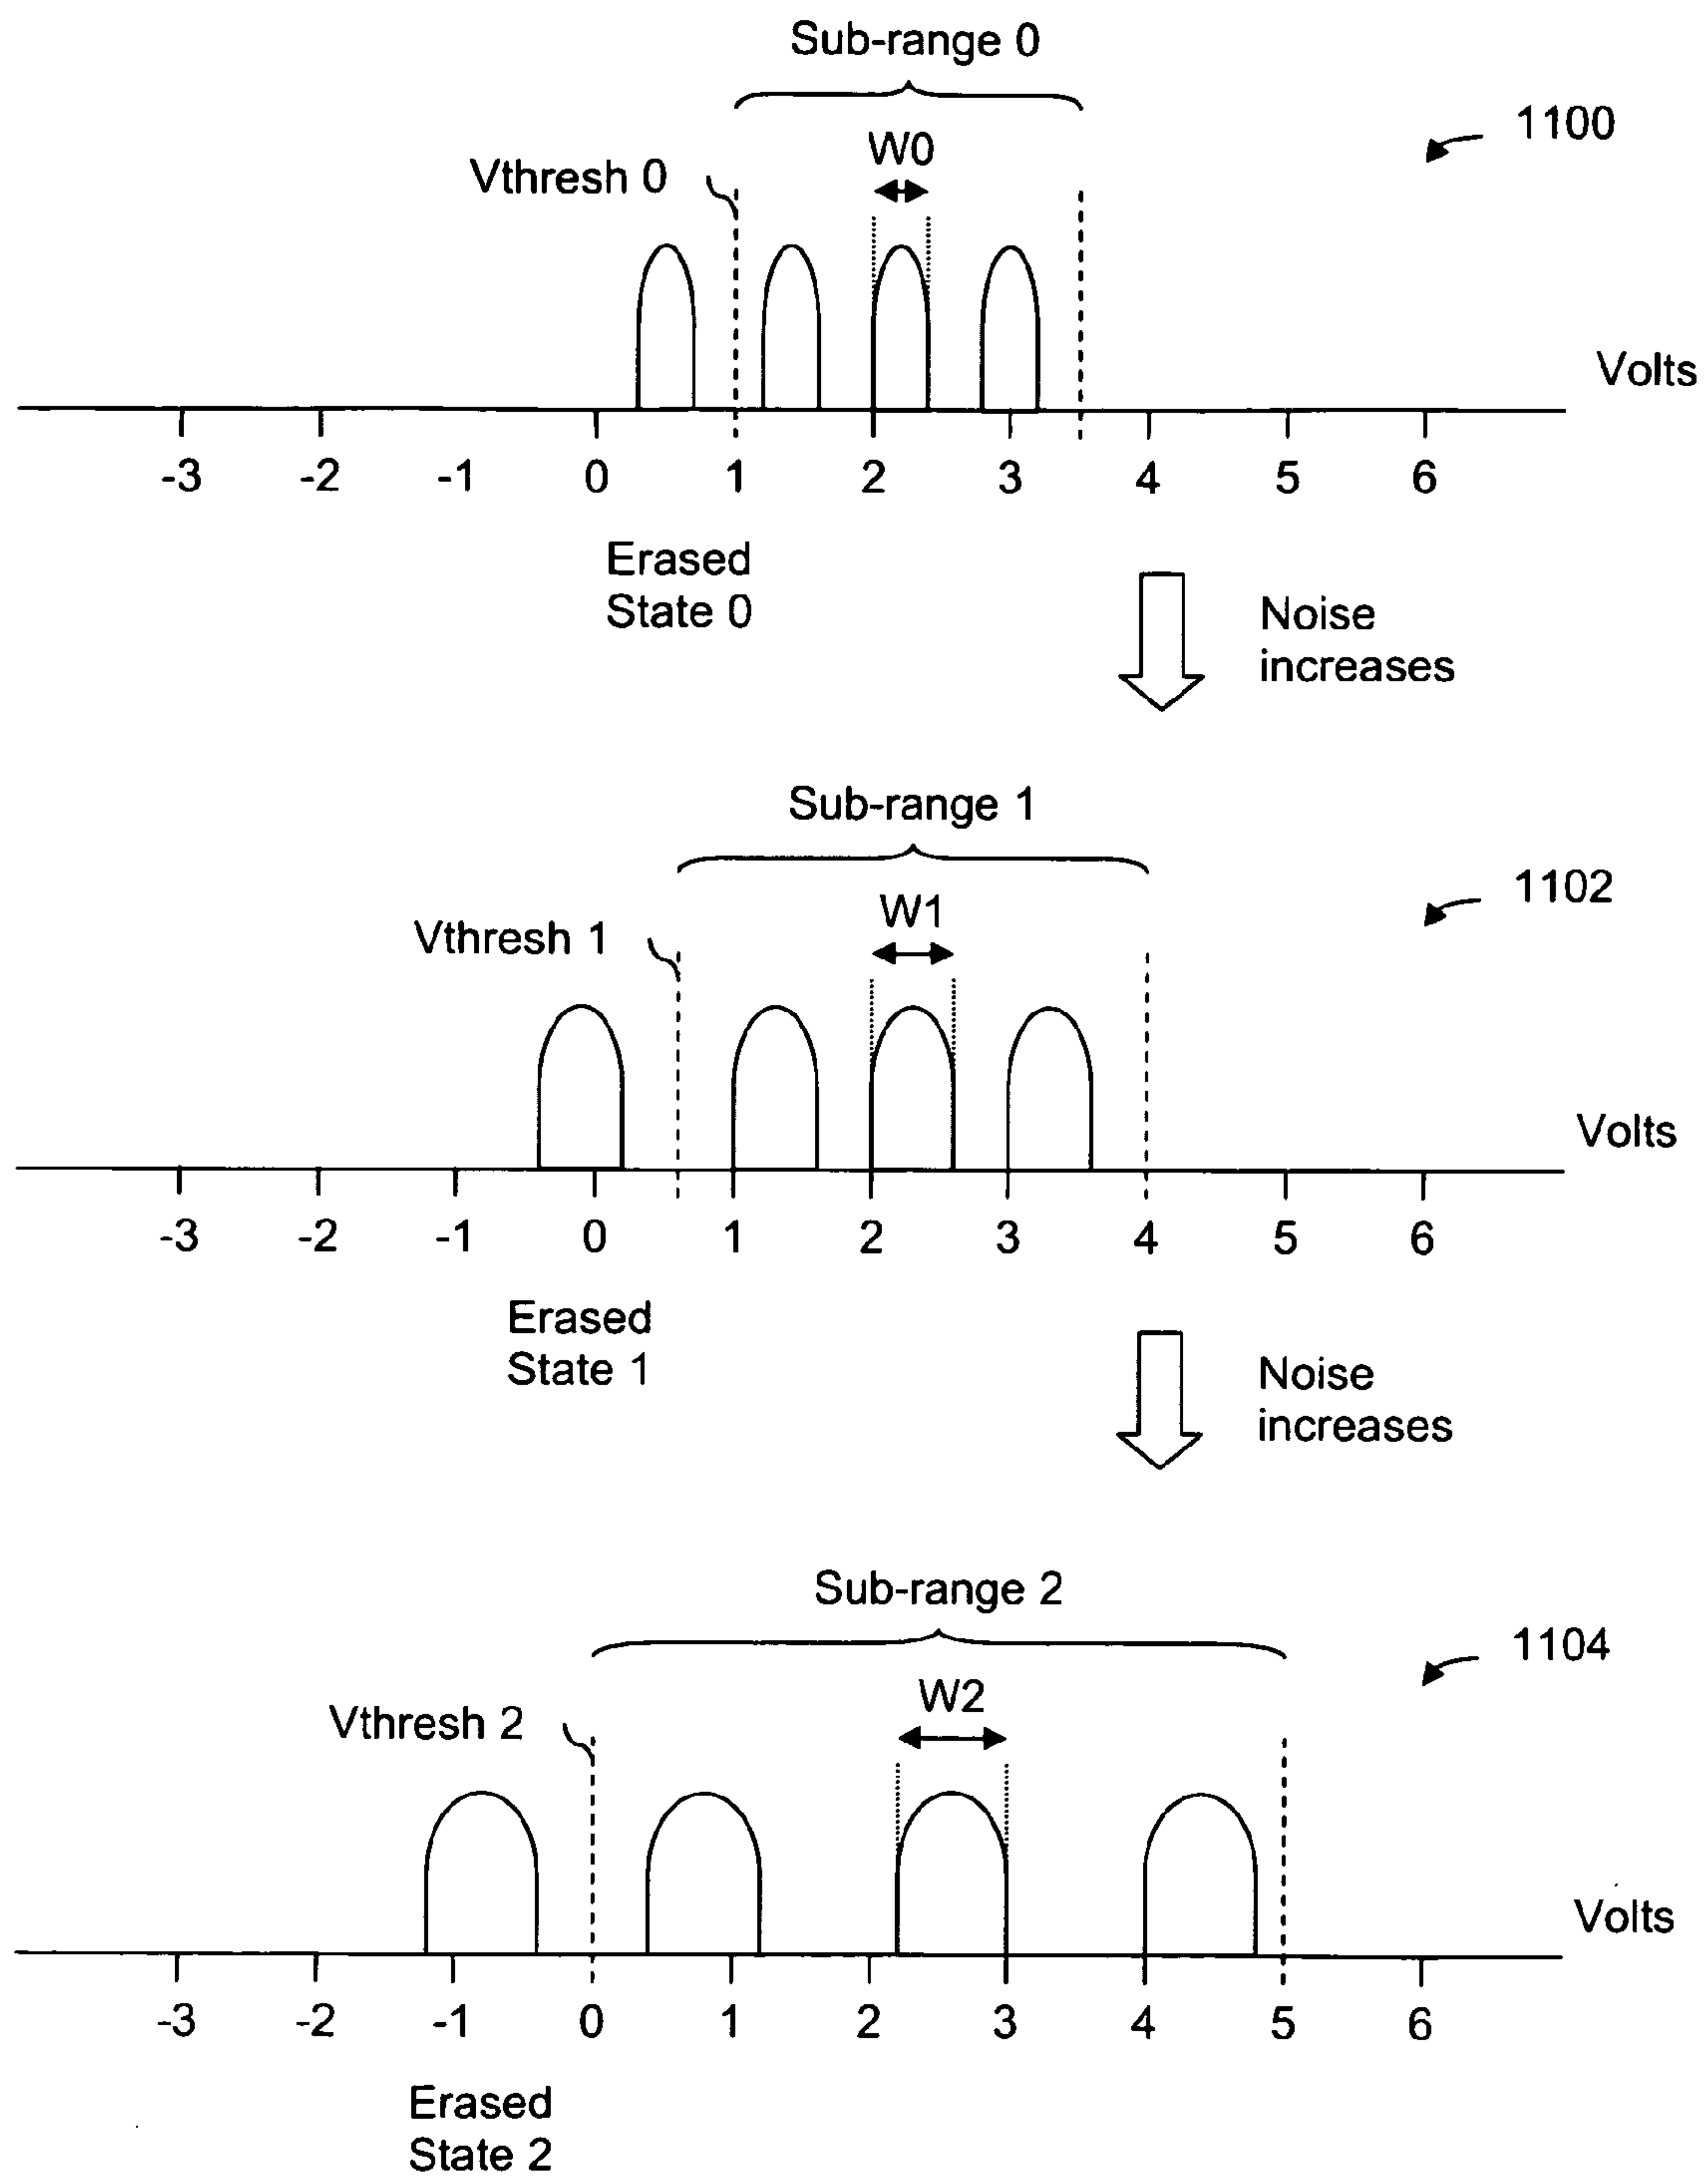 Sub-range 0
1100
W0
Vthresh 0
Volts
-3 -2 -1 0 1 2 3 4 5 6
Erased
State 0
Noise
increases
Sub-range 1
1102
W1
Vthresh 1
Volts
-3 -2 -1 0 1 2 3 4 5 6
Erased
State 1
Noise
increases
Sub-range 2
1104
W2
Vthresh 2
Volts
-3 -2 -1 0 1 2 3 4 5 6
Erased
State 2